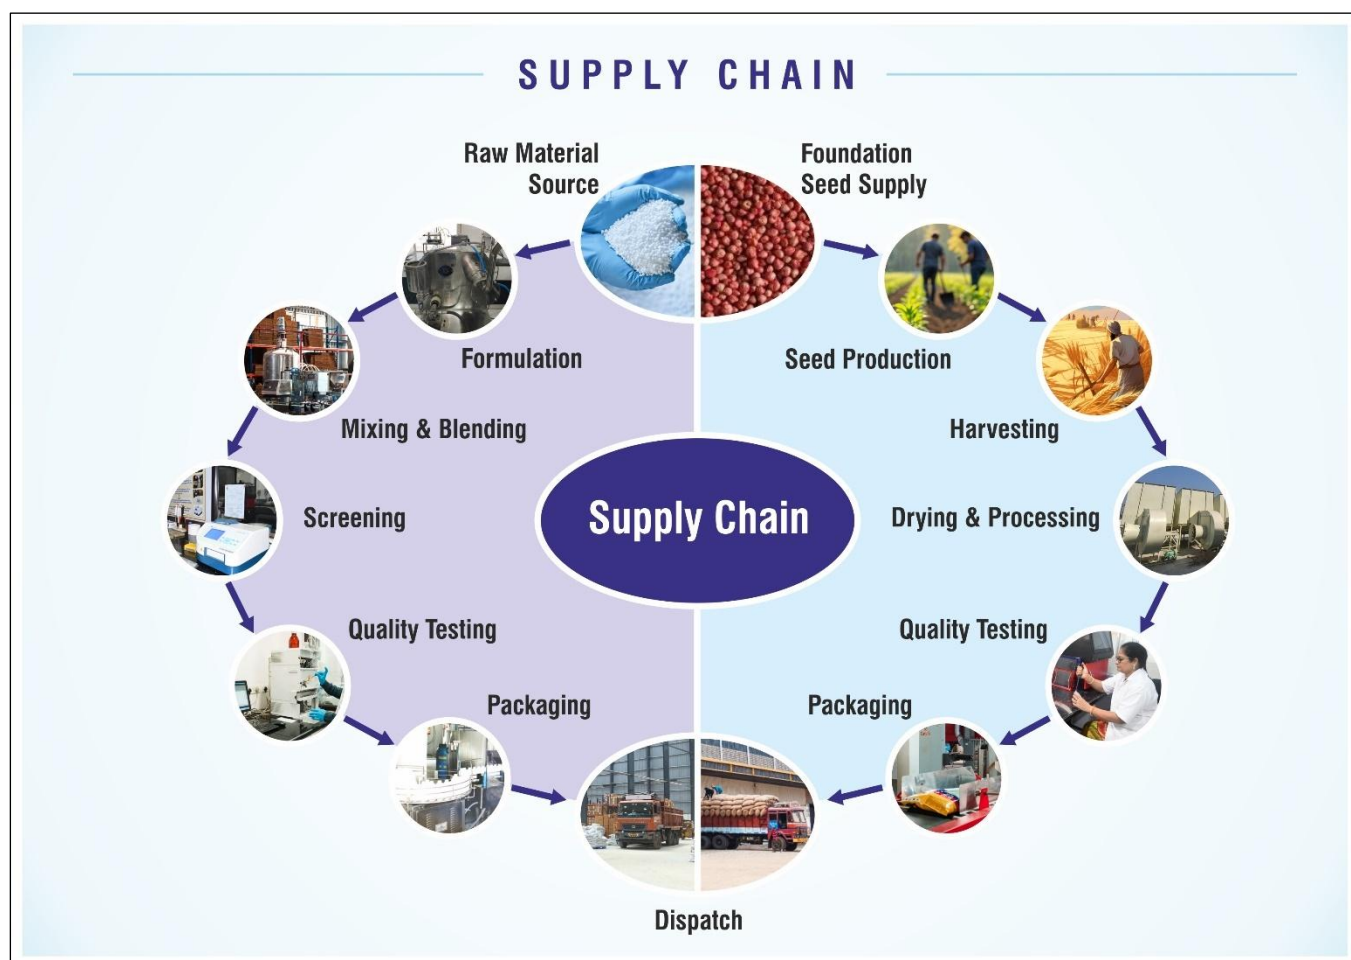 SUPPLY CHAIN
Raw Material
Source
Foundation
Seed Supply
Formulation
Seed Production
Mixing & Blending
Harvesting
Screening
Supply Chain
Drying & Processing
Quality Testing
Quality Testing
Packaging
Packaging
Dispatch